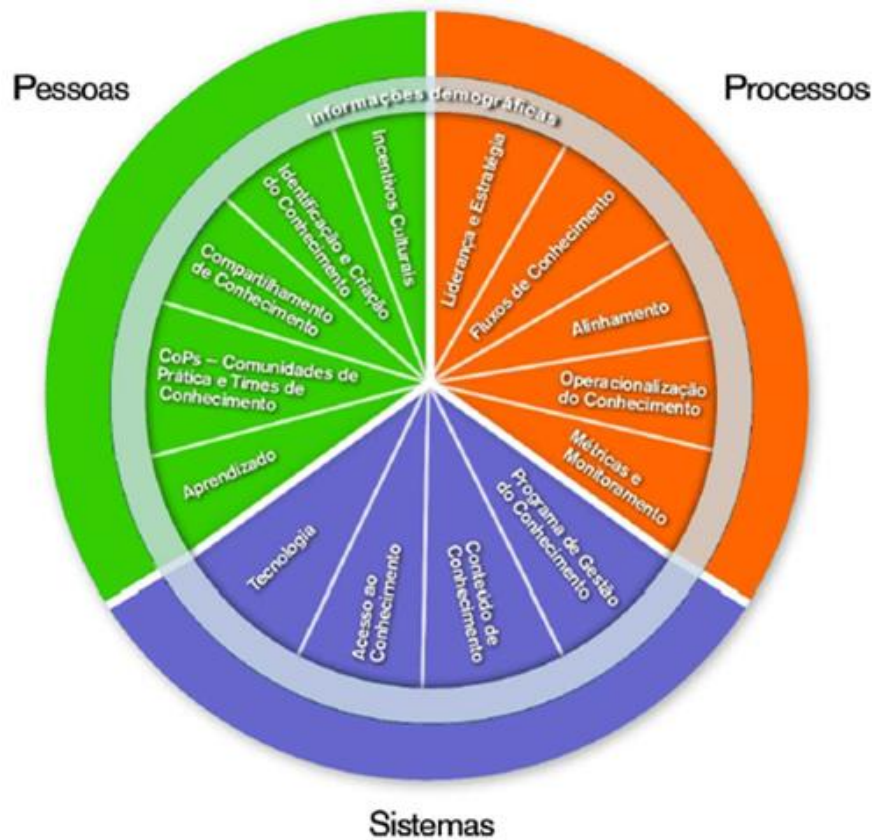 Pessoas
Processos
Informações demográficas
Incentivos Culturais
Identificação e Criação
do Conhecimento
Compartilhamento
de Conhecimento
CoPs – Comunidades de
Prática e Times de
Conhecimento
Aprendizado
Liderança e Estratégia
Fluxos de Conhecimento
Alinhamento
Operacionalização
do Conhecimento
Métricas e
Monitoramento
Programa de Gestão
do Conhecimento
Conteúdo de
Conhecimento
Acesso ao
Conhecimento
Tecnologia
Sistemas